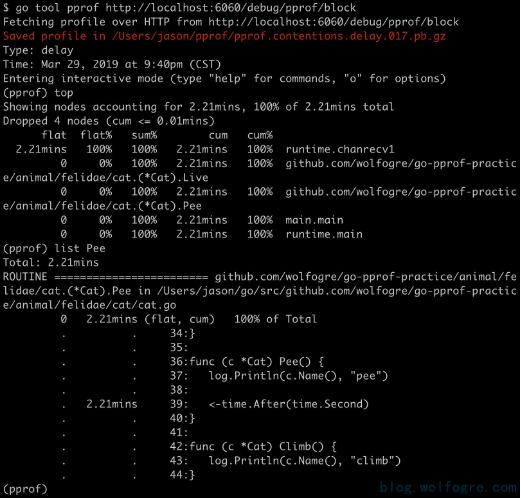 $ go tool pprof http://localhost:6060/debug/pprof/block
Fetching profile over HTTP from http://localhost:6060/debug/pprof/block
Saved profile in /Users/jason/pprof/pprof.contentions.delay.017.pb.gz
Type: delay
Time: Mar 29, 2019 at 9:40pm (CST)
Entering interactive mode (type "help" for commands, "o" for options)
(pprof) top
Showing nodes accounting for 2.21mins, 100% of 2.21mins total
Dropped 4 nodes (cum <= 0.01mins)
      flat  flat%   sum%        cum   cum%
  2.21mins   100%   100%   2.21mins   100%  runtime.chanrecv1
         0     0%   100%   2.21mins   100%  github.com/wolfogre/go-pprof-practic
e/animal/felidae/cat.(*Cat).Live
         0     0%   100%   2.21mins   100%  github.com/wolfogre/go-pprof-practic
e/animal/felidae/cat.(*Cat).Pee
         0     0%   100%   2.21mins   100%  main.main
         0     0%   100%   2.21mins   100%  runtime.main
(pprof) list Pee
Total: 2.21mins
ROUTINE ======================== github.com/wolfogre/go-pprof-practice/animal/fe
lidae/cat.(*Cat).Pee in /Users/jason/go/src/github.com/wolfogre/go-pprof-practic
e/animal/felidae/cat/cat.go
         0   2.21mins (flat, cum)   100% of Total
         .          .     34:}
         .          .     35:
         .          .     36:func (c *Cat) Pee() {
         .          .     37:   log.Println(c.Name(), "pee")
         .          .     38:
         .   2.21mins     39:   <-time.After(time.Second)
         .          .     40:}
         .          .     41:
         .          .     42:func (c *Cat) Climb() {
         .          .     43:   log.Println(c.Name(), "climb")
         .          .     44:}
(pprof)
blog.wolfogre.com